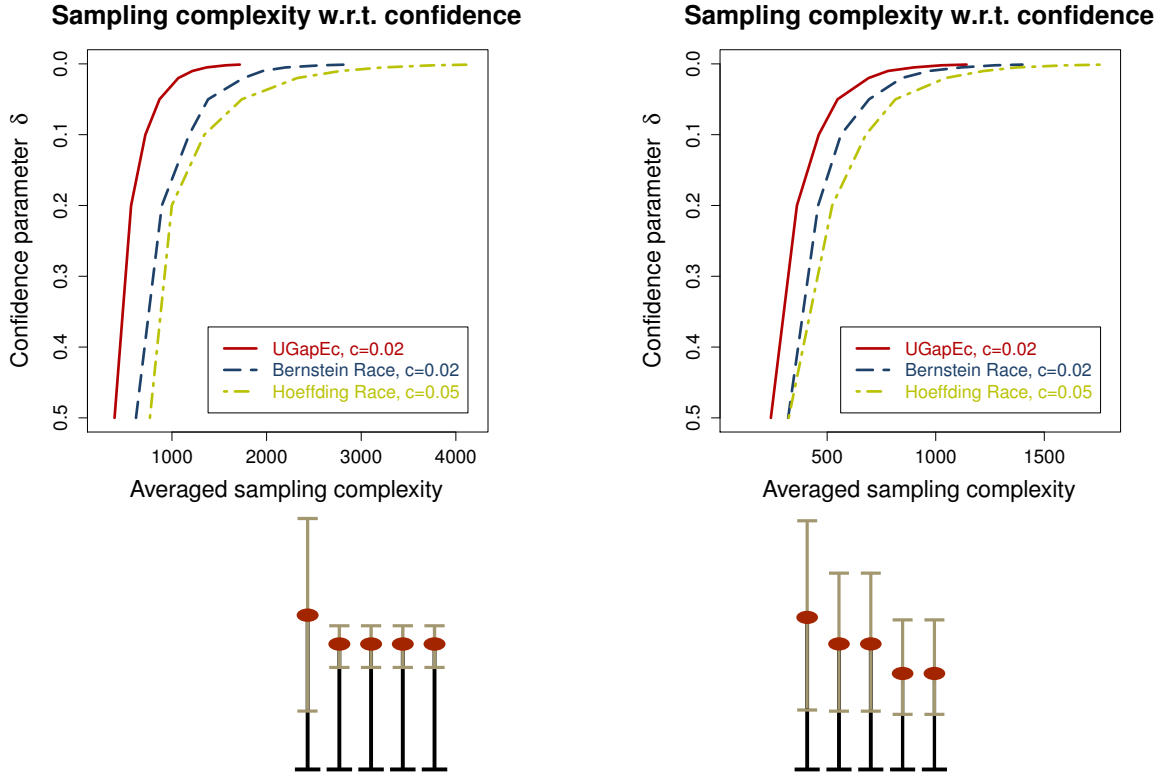 Sampling complexity w.r.t. confidence
Confidence parameter δ
0.0
0.1
0.2
0.3
0.4
0.5
UGapEc, c=0.02
Bernstein Race, c=0.02
Hoeffding Race, c=0.05
1000 2000 3000 4000
Averaged sampling complexity
Sampling complexity w.r.t. confidence
Confidence parameter δ
0.0
0.1
0.2
0.3
0.4
0.5
UGapEc, c=0.02
Bernstein Race, c=0.02
Hoeffding Race, c=0.05
500 1000 1500
Averaged sampling complexity